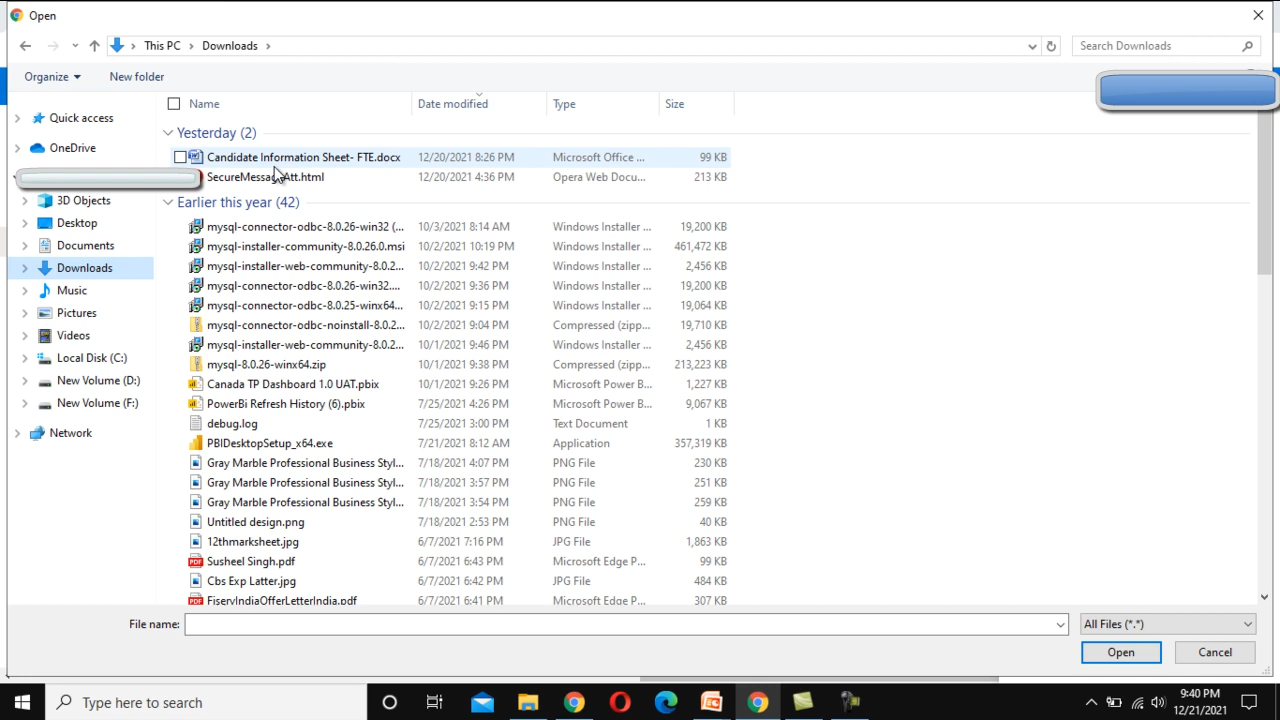 Open
This PC Downloads Search Downloads
Organize New folder
Name Date modified Type Size
Quick access
OneDrive
3D Objects
Desktop
Documents
Downloads
Music
Pictures
Videos
Local Disk (C:)
New Volume (D:)
New Volume (F:)
Network
Yesterday (2)
Candidate Information Sheet- FTE.docx 12/20/2021 8:26 PM Microsoft Office ... 99 KB
SecureMessageAtt.html 12/20/2021 4:36 PM Opera Web Docu... 213 KB
Earlier this year (42)
mysql-connector-odbc-8.0.26-win32 (... 10/3/2021 8:14 AM Windows Installer ... 19,200 KB
mysql-installer-community-8.0.26.0.msi 10/2/2021 10:19 PM Windows Installer ... 461,472 KB
mysql-installer-web-community-8.0.2... 10/2/2021 9:42 PM Windows Installer ... 2,456 KB
mysql-connector-odbc-8.0.26-win32.... 10/2/2021 9:36 PM Windows Installer ... 19,200 KB
mysql-connector-odbc-8.0.25-winx64... 10/2/2021 9:15 PM Windows Installer ... 19,064 KB
mysql-connector-odbc-noinstall-8.0.2... 10/2/2021 9:04 PM Compressed (zipp... 19,710 KB
mysql-installer-web-community-8.0.2... 10/1/2021 9:46 PM Windows Installer ... 2,456 KB
mysql-8.0.26-winx64.zip 10/1/2021 9:38 PM Compressed (zipp... 213,223 KB
Canada TP Dashboard 1.0 UAT.pbix 10/1/2021 9:26 PM Microsoft Power B... 1,227 KB
PowerBi Refresh History (6).pbix 7/25/2021 4:26 PM Microsoft Power B... 9,067 KB
debug.log 7/25/2021 3:00 PM Text Document 1 KB
PBIDesktopSetup_x64.exe 7/21/2021 8:12 AM Application 357,319 KB
Gray Marble Professional Business Styl... 7/18/2021 4:07 PM PNG File 230 KB
Gray Marble Professional Business Styl... 7/18/2021 3:57 PM PNG File 251 KB
Gray Marble Professional Business Styl... 7/18/2021 3:54 PM PNG File 259 KB
Untitled design.png 7/18/2021 2:53 PM PNG File 40 KB
12thmarksheet.jpg 6/7/2021 7:16 PM JPG File 1,863 KB
Susheel Singh.pdf 6/7/2021 6:43 PM Microsoft Edge P... 99 KB
Cbs Exp Latter.jpg 6/7/2021 6:42 PM JPG File 484 KB
FiservIndiaOfferLetterIndia.pdf 6/7/2021 6:41 PM Microsoft Edge P... 307 KB
File name: All Files (*.*)
Open Cancel
Type here to search
9:40 PM
12/21/2021